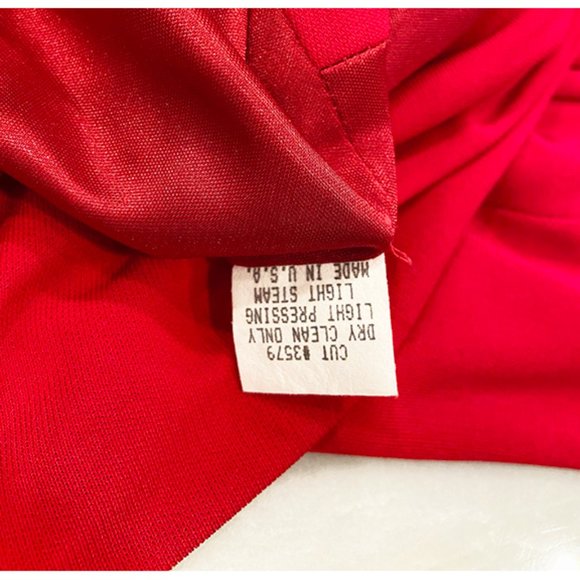 CUT #3579
DRY CLEAN ONLY
LIGHT PRESSING
LIGHT STEAM
MADE IN U.S.A.